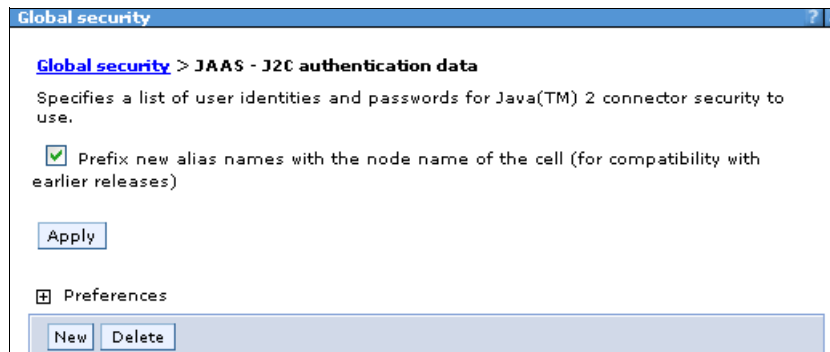 Global security
?
Global security > JAAS - J2C authentication data
Specifies a list of user identities and passwords for Java(TM) 2 connector security to
use.
Prefix new alias names with the node name of the cell (for compatibility with
earlier releases)
Apply
Preferences
New Delete